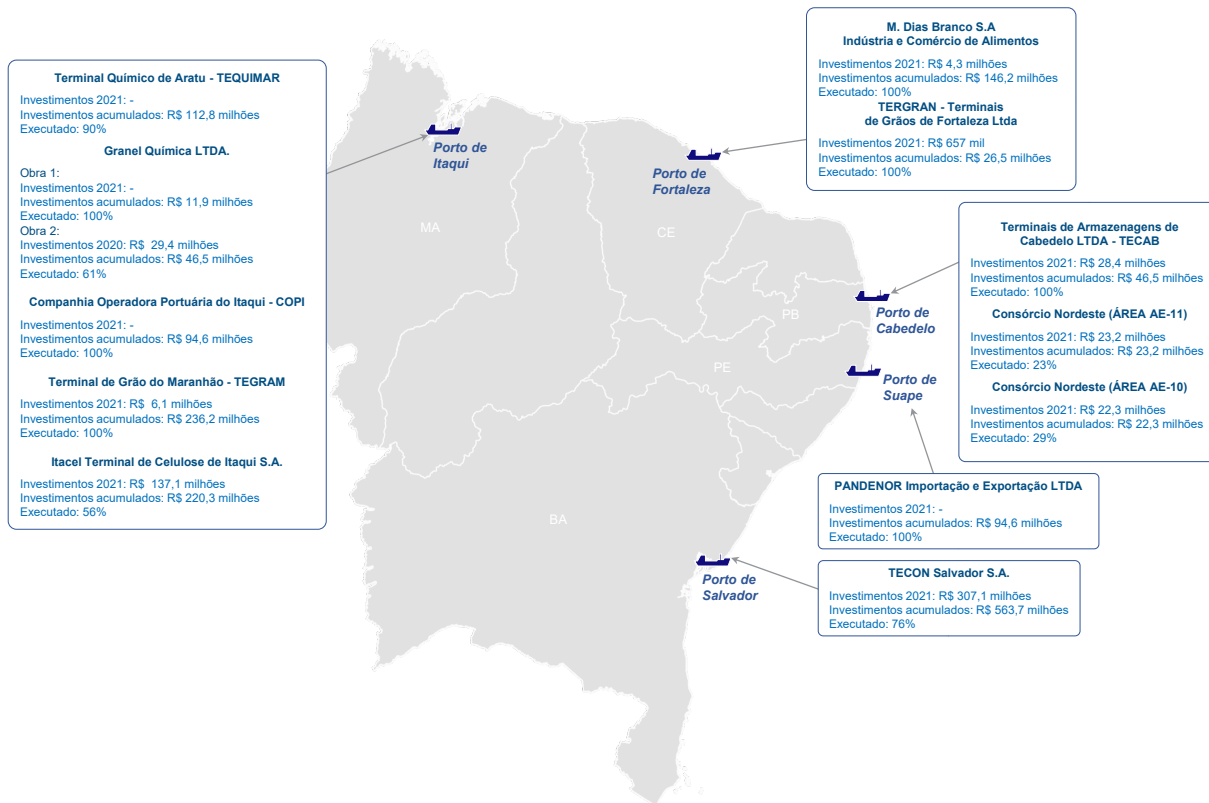 Terminal Químico de Aratu - TEQUIMAR
Investimentos 2021: -
Investimentos acumulados: R$ 112,8 milhões
Executado: 90%
Granel Química LTDA.
Obra 1:
Investimentos 2021: -
Investimentos acumulados: R$ 11,9 milhões
Executado: 100%
Obra 2:
Investimentos 2020: R$ 29,4 milhões
Investimentos acumulados: R$ 46,5 milhões
Executado: 61%
Companhia Operadora Portuária do Itaqui - COPI
Investimentos 2021: -
Investimentos acumulados: R$ 94,6 milhões
Executado: 100%
Terminal de Grão do Maranhão - TEGRAM
Investimentos 2021: R$ 6,1 milhões
Investimentos acumulados: R$ 236,2 milhões
Executado: 100%
Itacel Terminal de Celulose de Itaqui S.A.
Investimentos 2021: R$ 137,1 milhões
Investimentos acumulados: R$ 220,3 milhões
Executado: 56%
M. Dias Branco S.A
Indústria e Comércio de Alimentos
Investimentos 2021: R$ 4,3 milhões
Investimentos acumulados: R$ 146,2 milhões
Executado: 100%
TERGRAN - Terminais
de Grãos de Fortaleza Ltda
Investimentos 2021: R$ 657 mil
Investimentos acumulados: R$ 26,5 milhões
Executado: 100%
Terminais de Armazenagens de
Cabedelo LTDA - TECAB
Investimentos 2021: R$ 28,4 milhões
Investimentos acumulados: R$ 46,5 milhões
Executado: 100%
Consórcio Nordeste (ÁREA AE-11)
Investimentos 2021: R$ 23,2 milhões
Investimentos acumulados: R$ 23,2 milhões
Executado: 23%
Consórcio Nordeste (ÁREA AE-10)
Investimentos 2021: R$ 22,3 milhões
Investimentos acumulados: R$ 22,3 milhões
Executado: 29%
PANDENOR Importação e Exportação LTDA
Investimentos 2021: -
Investimentos acumulados: R$ 94,6 milhões
Executado: 100%
TECON Salvador S.A.
Investimentos 2021: R$ 307,1 milhões
Investimentos acumulados: R$ 563,7 milhões
Executado: 76%
Porto de
Itaqui
Porto de
Fortaleza
Porto de
Cabedelo
Porto de
Suape
Porto de
Salvador
MA
CE
PB
PE
BA